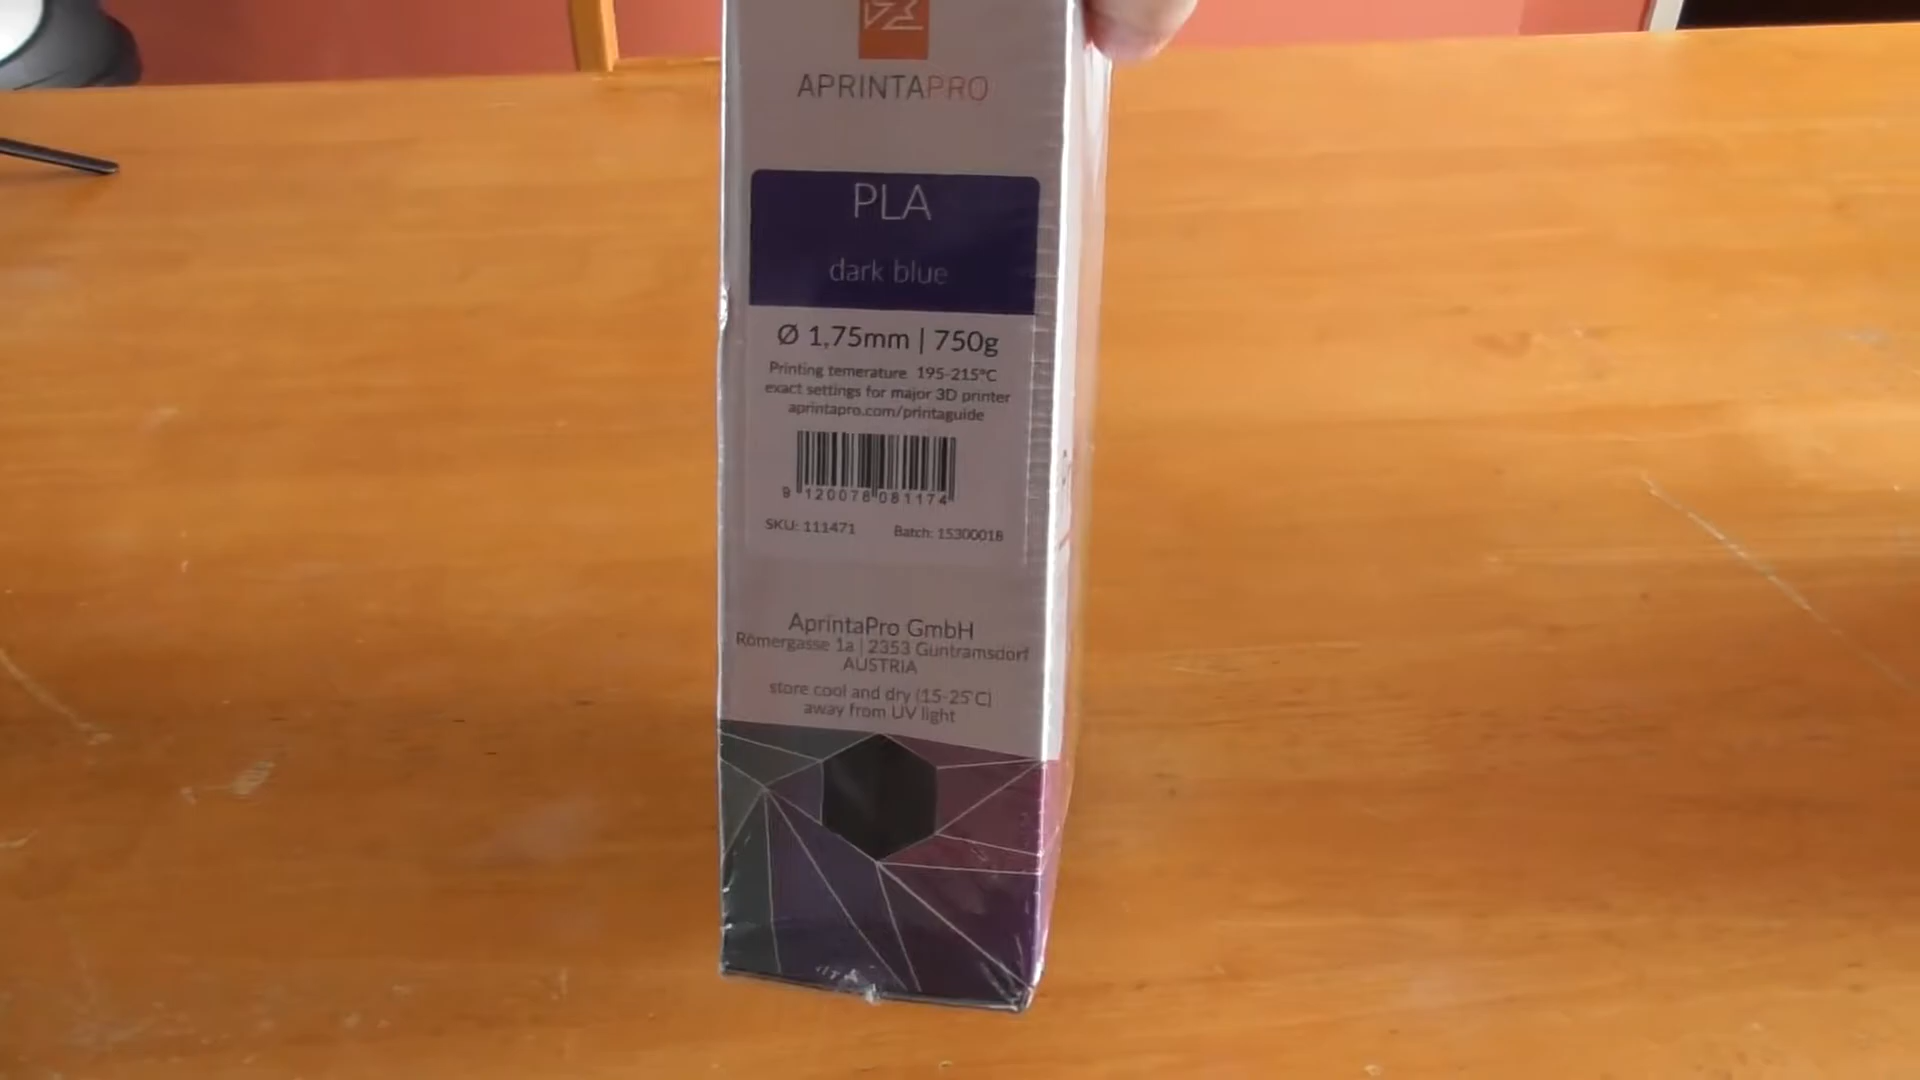 APRINTAPRO
PLA
dark blue
Ø 1,75mm | 750g
Printing temerature 195-215°C
exact settings for major 3D printer
aprintapro.com/printaguide
9 120078 081174
SKU: 111471 Batch: 15300018
AprintaPro GmbH
Römergasse 1a | 2353 Guntramsdorf
AUSTRIA
store cool and dry (15-25°C)
away from UV light